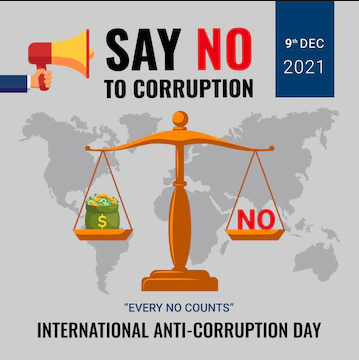 SAY NO
TO CORRUPTION
9th DEC
2021
$
NO
"EVERY NO COUNTS"
INTERNATIONAL ANTI-CORRUPTION DAY